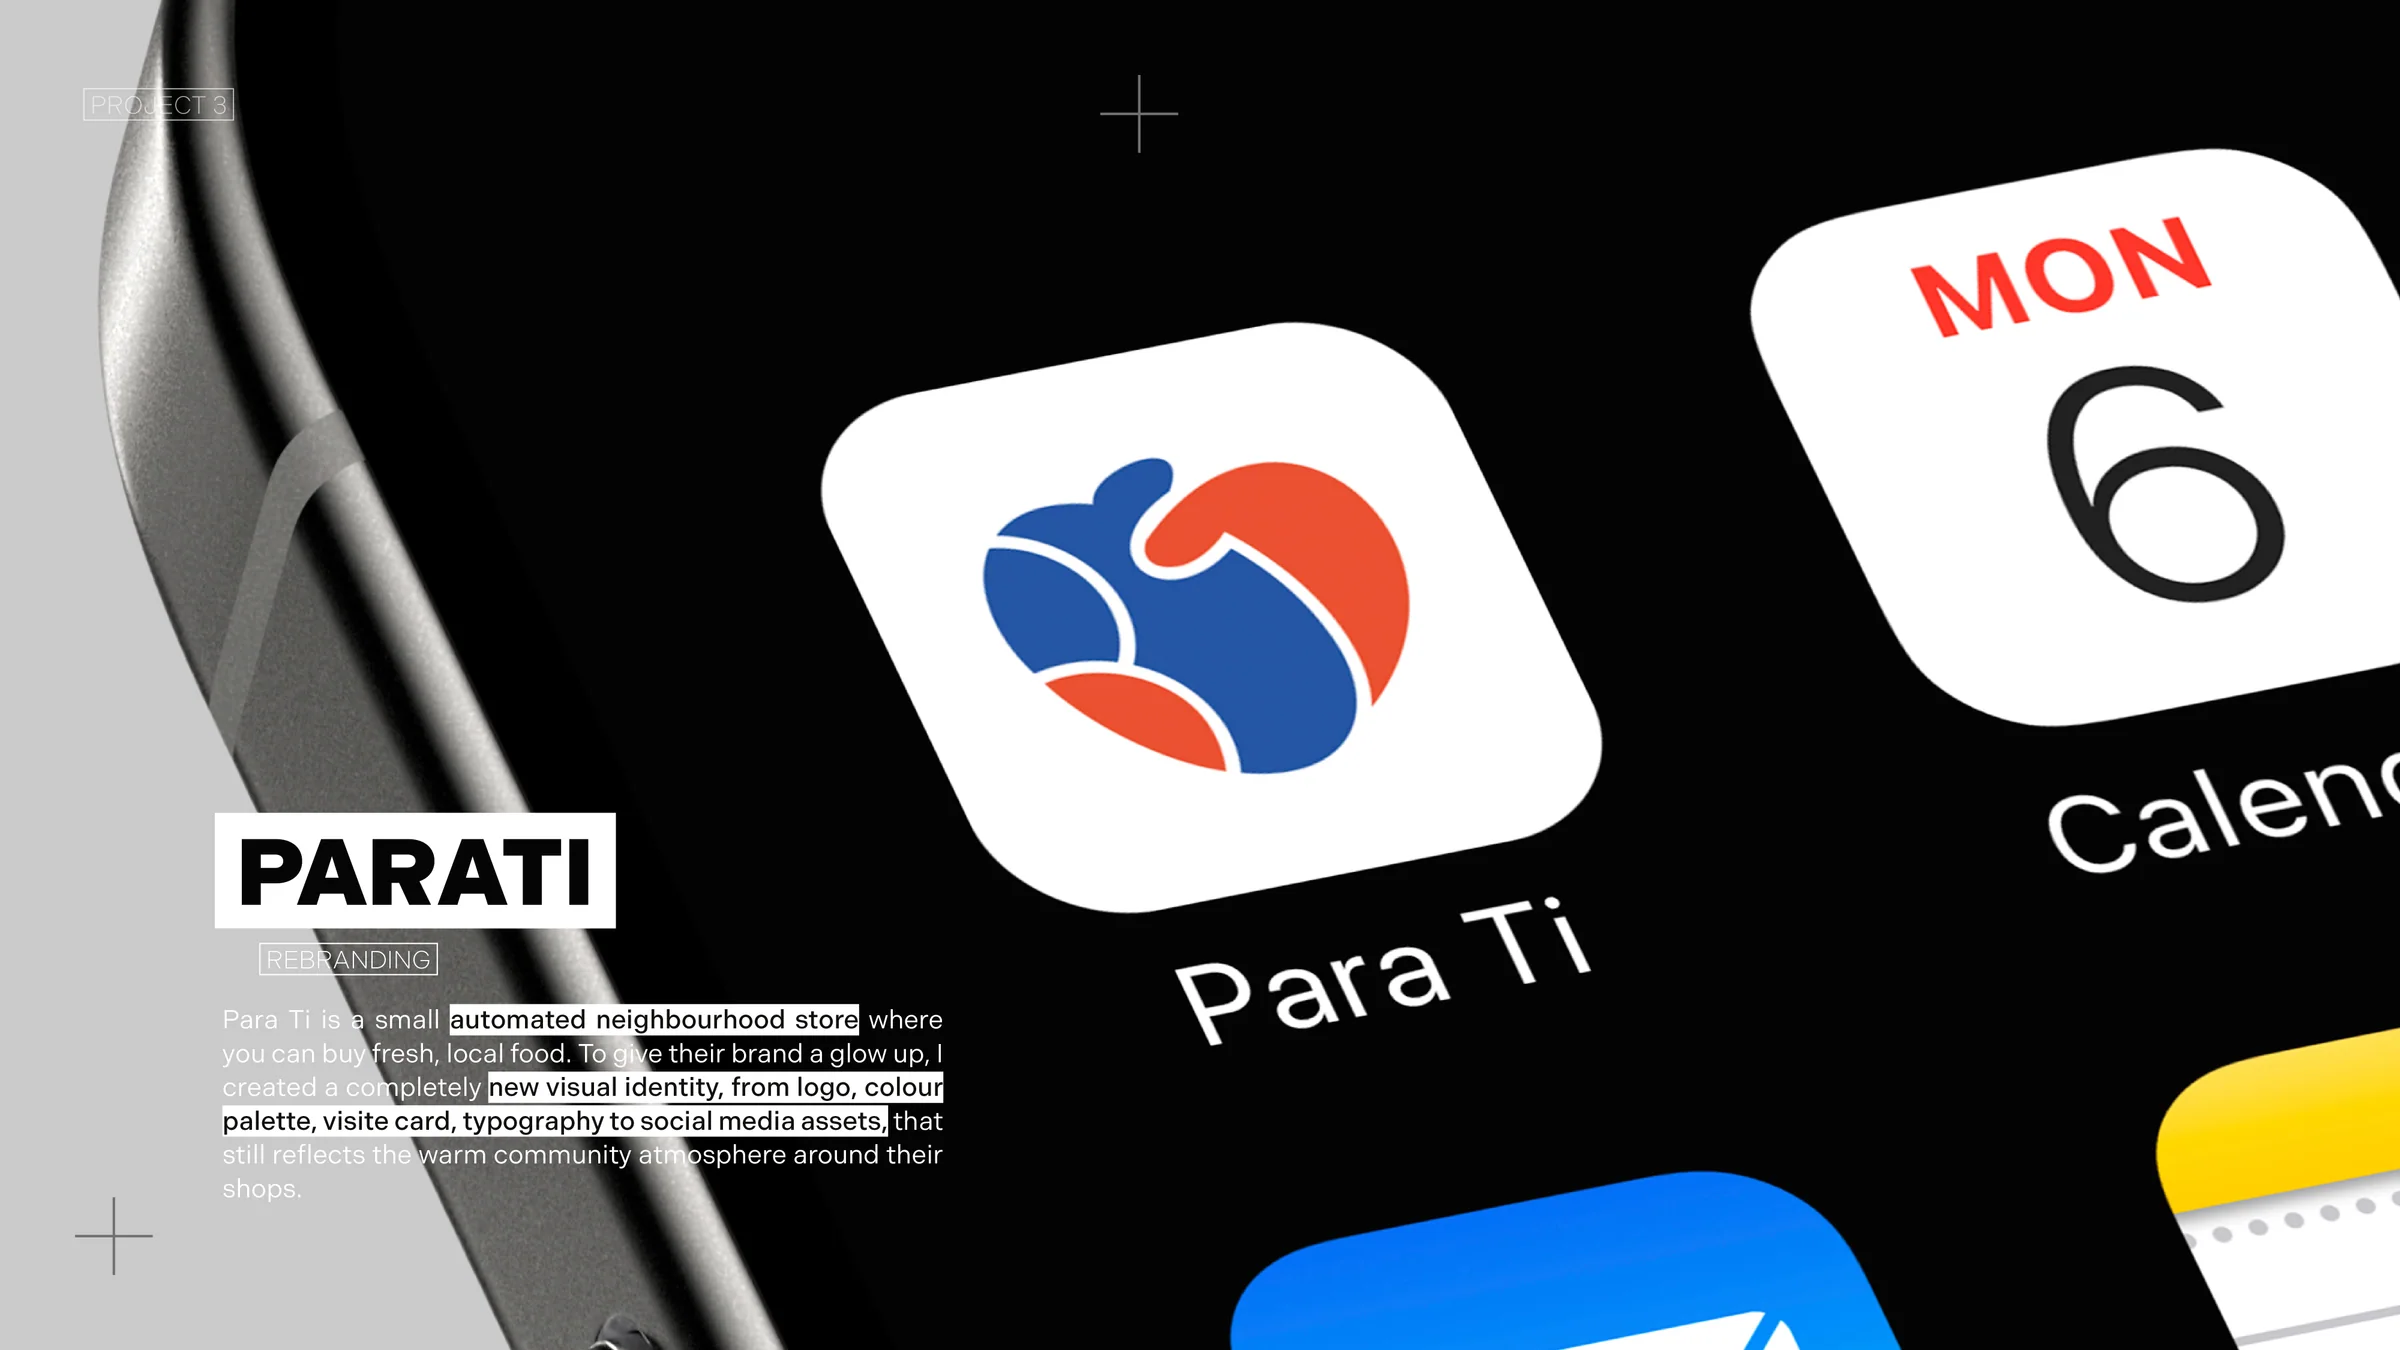 PROJECT 3
MON
6
Calen
Para Ti
PARATI
REBRANDING
Para Ti is a small automated neighbourhood store where
you can buy fresh, local food. To give their brand a glow up, I
created a completely new visual identity, from logo, colour
palette, visite card, typography to social media assets, that
still reflects the warm community atmosphere around their
shops.